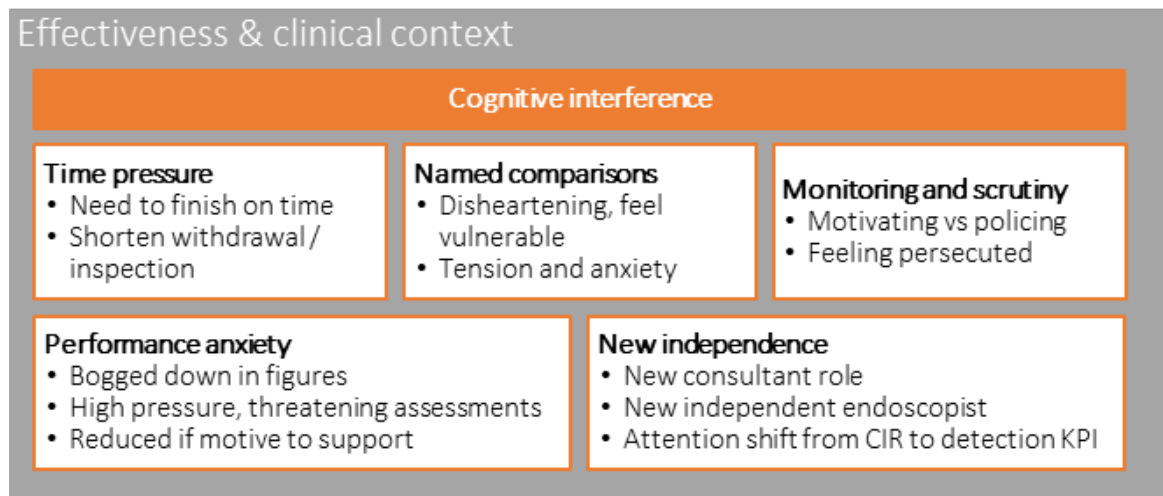 Effectiveness & clinical context
Cognitive interference
Time pressure
• Need to finish on time
• Shorten withdrawal /
inspection
Named comparisons
• Disheartening, feel
vulnerable
• Tension and anxiety
Monitoring and scrutiny
• Motivating vs policing
• Feeling persecuted
Performance anxiety
• Bogged down in figures
• High pressure, threatening assessments
• Reduced if motive to support
New independence
• New consultant role
• New independent endoscopist
• Attention shift from CIR to detection KPI